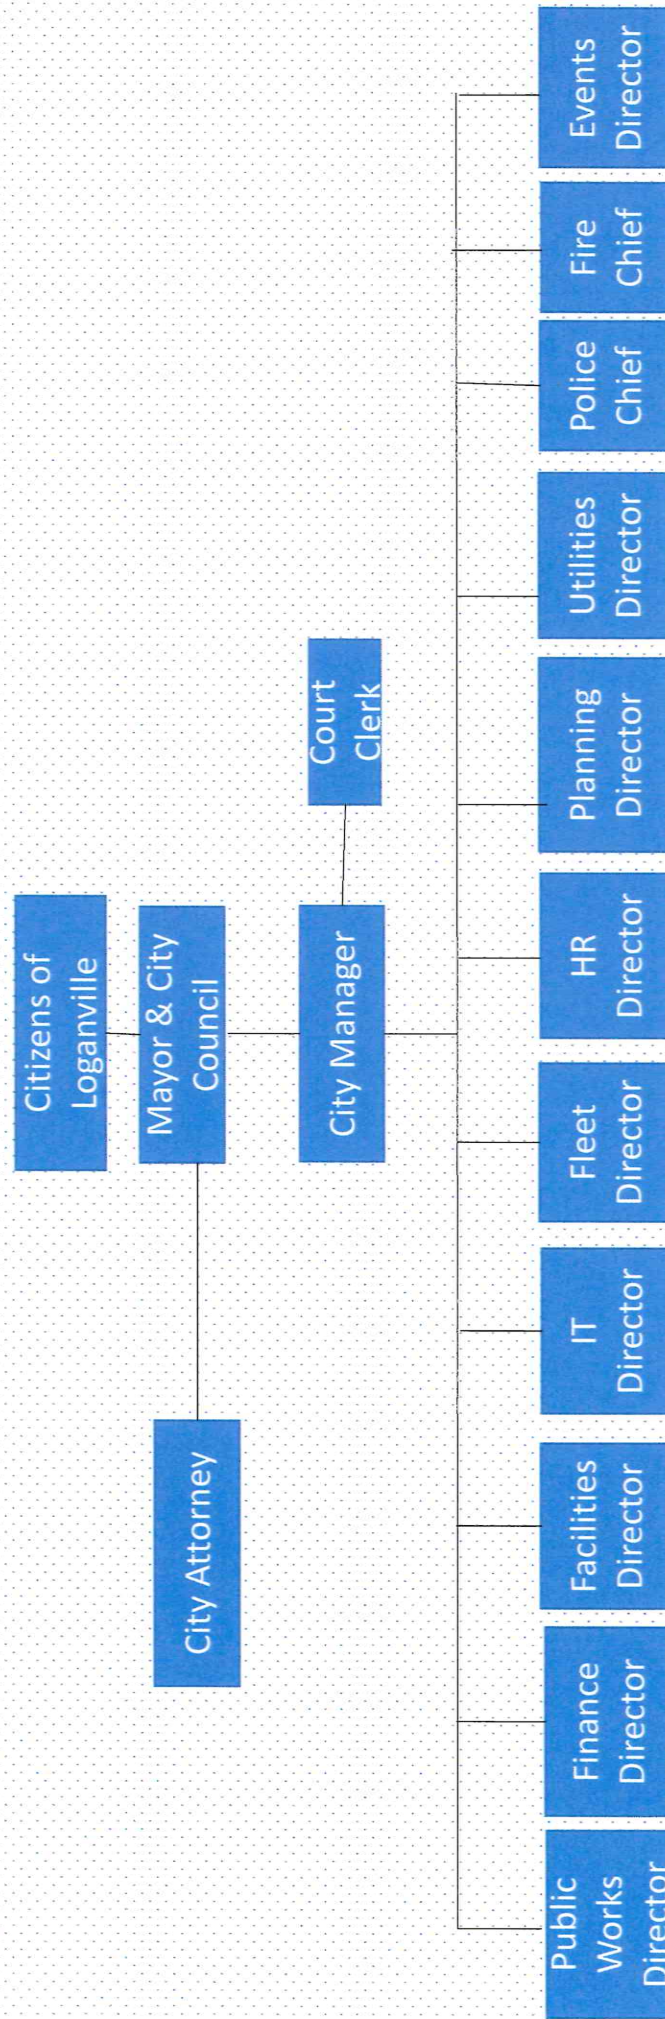 Citizens of
Loganville
Mayor & City
Council
City Attorney
City Manager
Court
Clerk
Public
Works
Director
Finance
Director
Facilities
Director
IT
Director
Fleet
Director
HR
Director
Planning
Director
Utilities
Director
Police
Chief
Fire
Chief
Events
Director